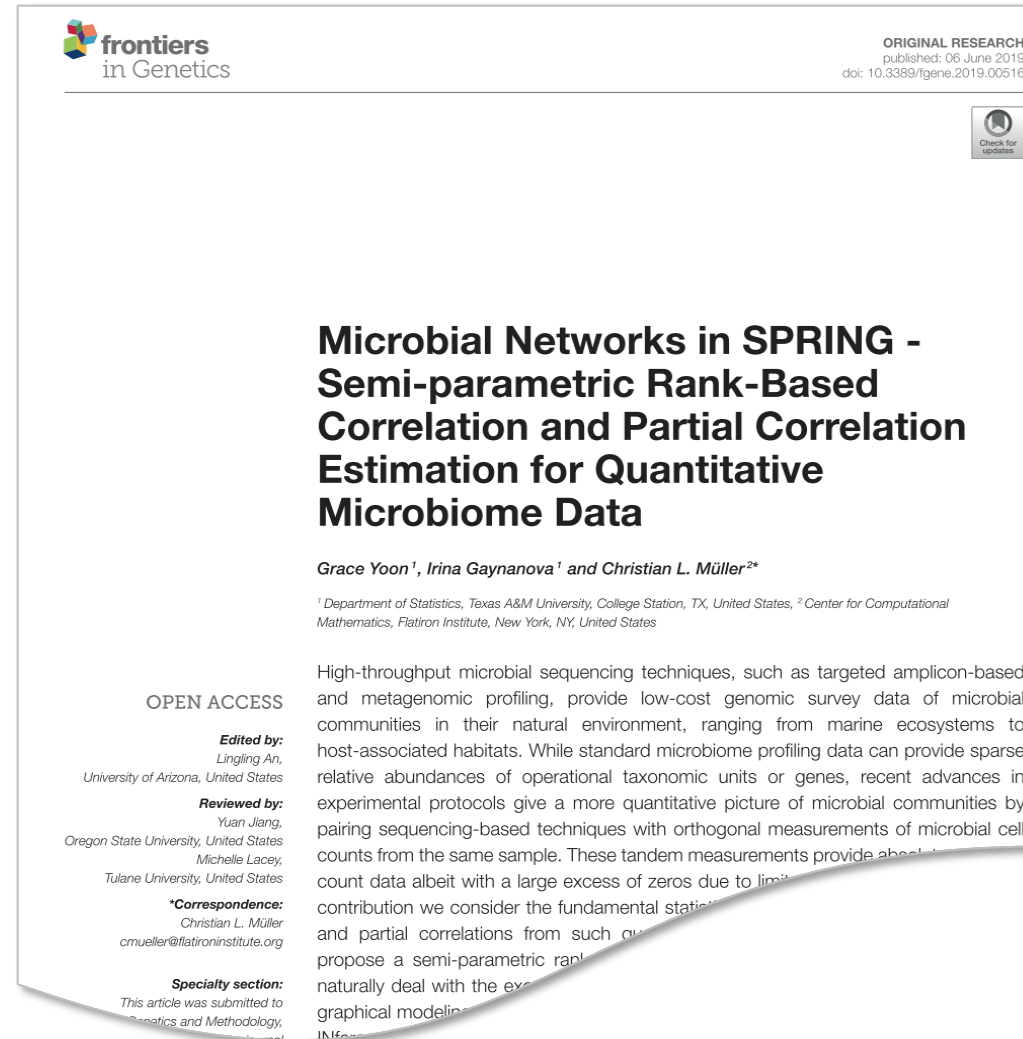 frontiers
in Genetics
ORIGINAL RESEARCH
published: 06 June 2019
doi: 10.3389/fgene.2019.00516
Check for
updates
Microbial Networks in SPRING -
Semi-parametric Rank-Based
Correlation and Partial Correlation
Estimation for Quantitative
Microbiome Data
Grace Yoon 1, Irina Gaynanova 1 and Christian L. Müller 2*
1 Department of Statistics, Texas A&M University, College Station, TX, United States, 2 Center for Computational
Mathematics, Flatiron Institute, New York, NY, United States
OPEN ACCESS
Edited by:
Lingling An,
University of Arizona, United States
Reviewed by:
Yuan Jiang,
Oregon State University, United States
Michelle Lacey,
Tulane University, United States
*Correspondence:
Christian L. Müller
cmueller@flatironinstitute.org
Specialty section:
This article was submitted to
and Methodology,
High-throughput microbial sequencing techniques, such as targeted amplicon-based
and metagenomic profiling, provide low-cost genomic survey data of microbial
communities in their natural environment, ranging from marine ecosystems to
host-associated habitats. While standard microbiome profiling data can provide sparse
relative abundances of operational taxonomic units or genes, recent advances in
experimental protocols give a more quantitative picture of microbial communities by
pairing sequencing-based techniques with orthogonal measurements of microbial cell
counts from the same sample. These tandem measurements provide
count data albeit with a large excess of zeros due to
contribution we consider the fundamental
and partial correlations from such
propose a semi-parametric
naturally deal with the
graphical